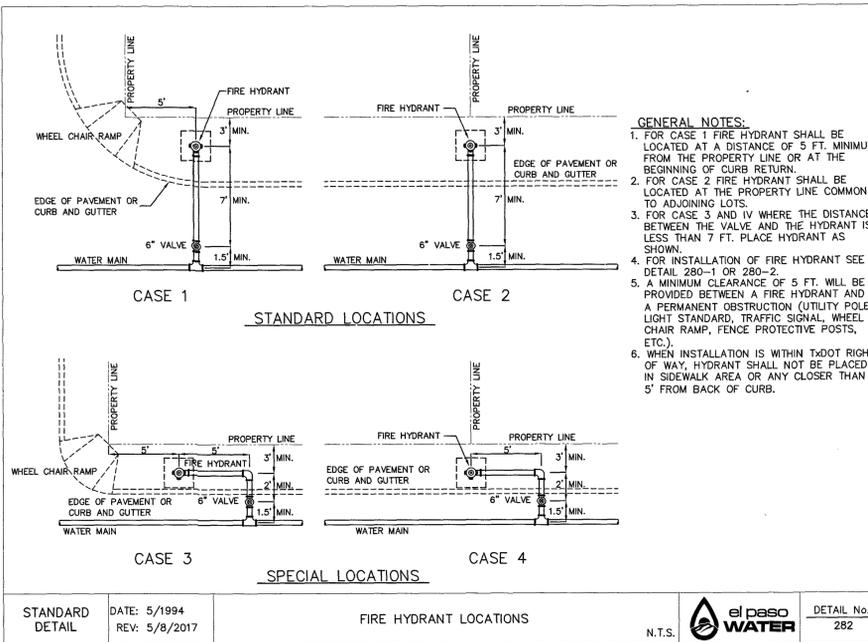 PROPERTY LINE
5'
FIRE HYDRANT
PROPERTY LINE
WHEEL CHAIR RAMP
3' MIN.
EDGE OF PAVEMENT OR
CURB AND GUTTER
7' MIN.
6" VALVE
1.5' MIN.
WATER MAIN
CASE 1
PROPERTY LINE
FIRE HYDRANT
PROPERTY LINE
3' MIN.
EDGE OF PAVEMENT OR
CURB AND GUTTER
7' MIN.
6" VALVE
1.5' MIN.
WATER MAIN
CASE 2
STANDARD LOCATIONS
PROPERTY LINE
5'
5'
PROPERTY LINE
WHEEL CHAIR RAMP
FIRE HYDRANT
3' MIN.
2' MIN.
EDGE OF PAVEMENT OR
CURB AND GUTTER
6" VALVE
1.5' MIN.
WATER MAIN
CASE 3
PROPERTY LINE
FIRE HYDRANT
PROPERTY LINE
5'
3' MIN.
EDGE OF PAVEMENT OR
CURB AND GUTTER
2' MIN.
6" VALVE
1.5' MIN.
WATER MAIN
CASE 4
SPECIAL LOCATIONS
GENERAL NOTES:
1. FOR CASE 1 FIRE HYDRANT SHALL BE
LOCATED AT A DISTANCE OF 5 FT. MINIMU
FROM THE PROPERTY LINE OR AT THE
BEGINNING OF CURB RETURN.
2. FOR CASE 2 FIRE HYDRANT SHALL BE
LOCATED AT THE PROPERTY LINE COMMON
TO ADJOINING LOTS.
3. FOR CASE 3 AND IV WHERE THE DISTANCE
BETWEEN THE VALVE AND THE HYDRANT IS
LESS THAN 7 FT. PLACE HYDRANT AS
SHOWN.
4. FOR INSTALLATION OF FIRE HYDRANT SEE
DETAIL 280-1 OR 280-2.
5. A MINIMUM CLEARANCE OF 5 FT. WILL BE
PROVIDED BETWEEN A FIRE HYDRANT AND
A PERMANENT OBSTRUCTION (UTILITY POLE
LIGHT STANDARD, TRAFFIC SIGNAL, WHEEL
CHAIR RAMP, FENCE PROTECTIVE POSTS,
ETC.).
6. WHEN INSTALLATION IS WITHIN TxDOT RIGH
OF WAY, HYDRANT SHALL NOT BE PLACED
IN SIDEWALK AREA OR ANY CLOSER THAN
5' FROM BACK OF CURB.
STANDARD
DETAIL
DATE: 5/1994
REV: 5/8/2017
FIRE HYDRANT LOCATIONS
N.T.S.
el paso
WATER
DETAIL No.
282